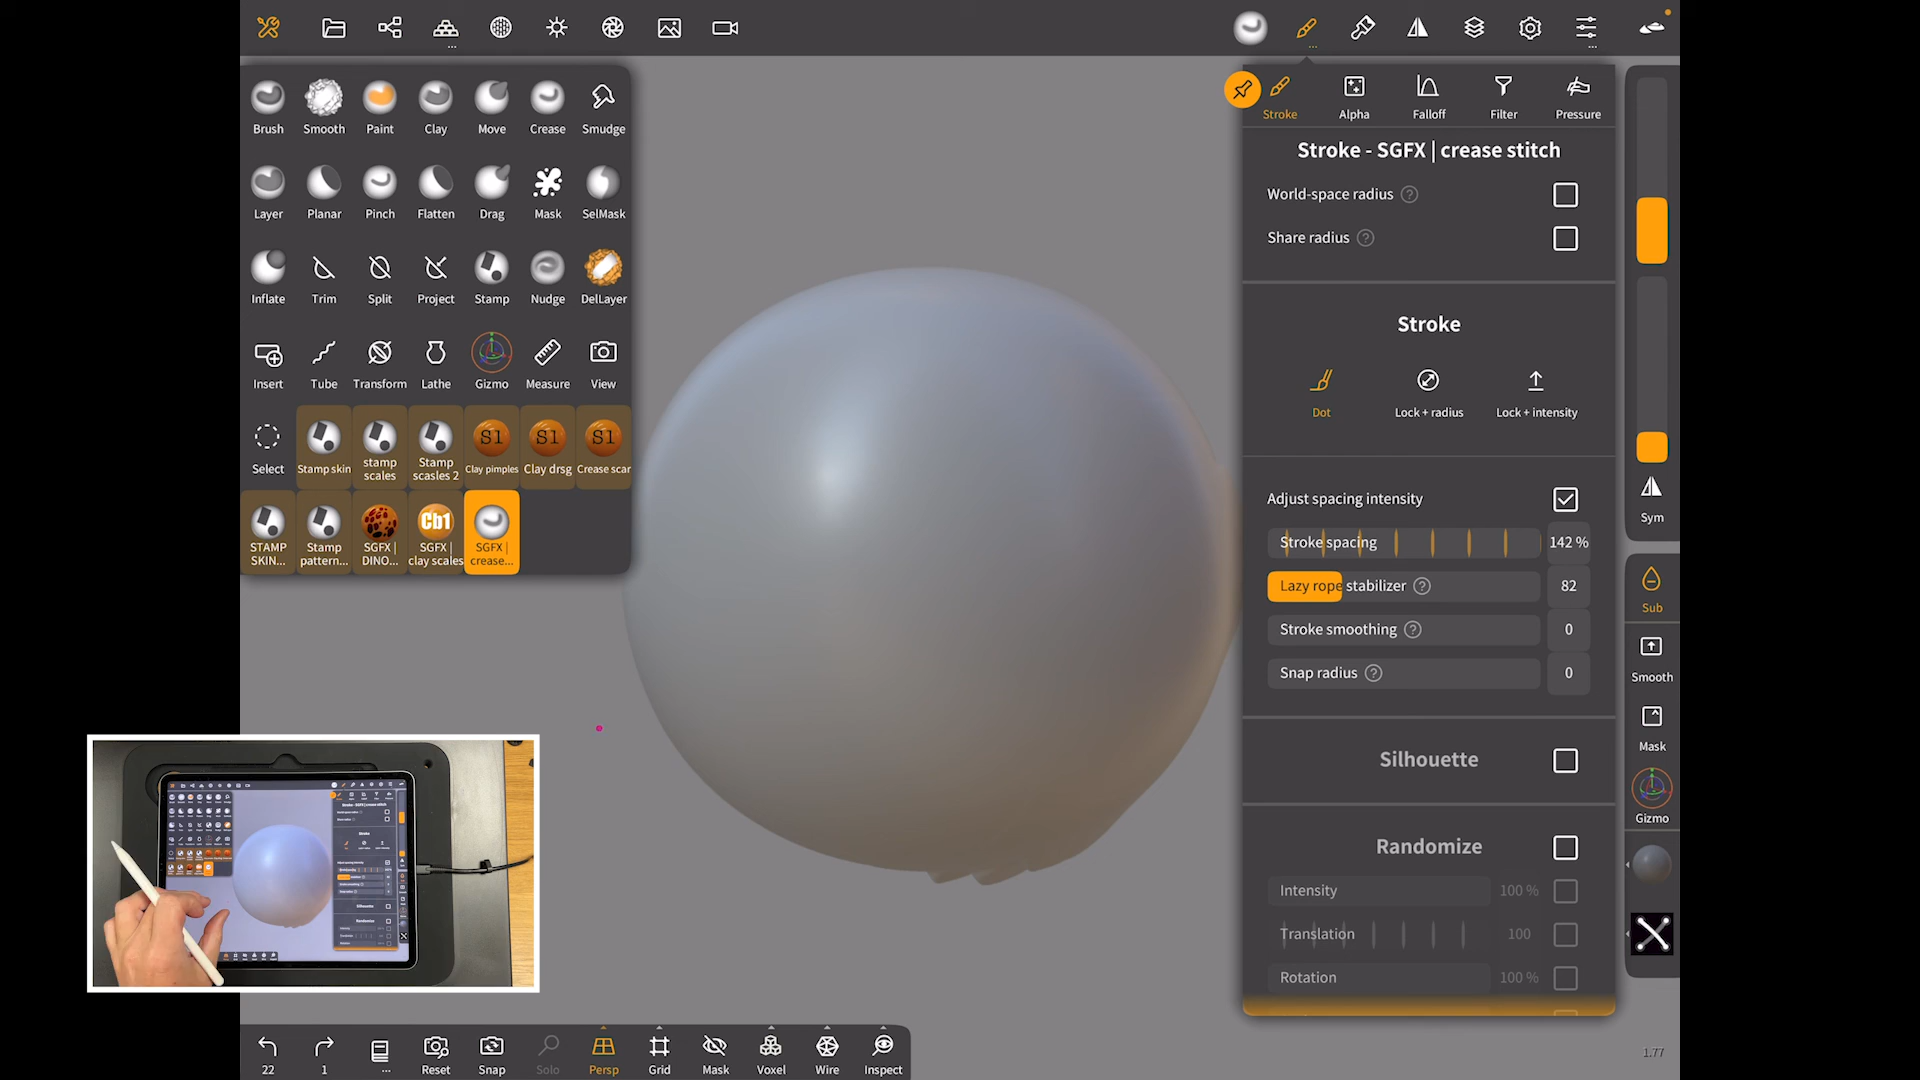 Brush Smooth Paint Clay Move Crease Smudge
Layer Planar Pinch Flatten Drag Mask SelMask
Inflate Trim Split Project Stamp Nudge DelLayer
Insert Tube Transform Lathe Gizmo Measure View
S1 S1 S1
Select Stamp skin stamp scales Stamp scasles 2 Clay pimples Clay drsg Crease scar
Cb1
STAMP SKIN... Stamp pattern... SGFX | DINO... SGFX | clay scales SGFX | crease...
Stroke Alpha Falloff Filter Pressure
Stroke - SGFX | crease stitch
World-space radius ?
Share radius ?
Stroke
Dot Lock + radius Lock + intensity
Adjust spacing intensity
Stroke spacing 142 %
Lazy rope stabilizer ? 82
Stroke smoothing ? 0
Snap radius ? 0
Silhouette
Randomize
Intensity 100 %
Translation 100
Rotation 100 %
Sym
Sub
Smooth
Mask
Gizmo
22 1 ... Reset Snap Solo Persp Grid Mask Voxel Wire Inspect
1.77